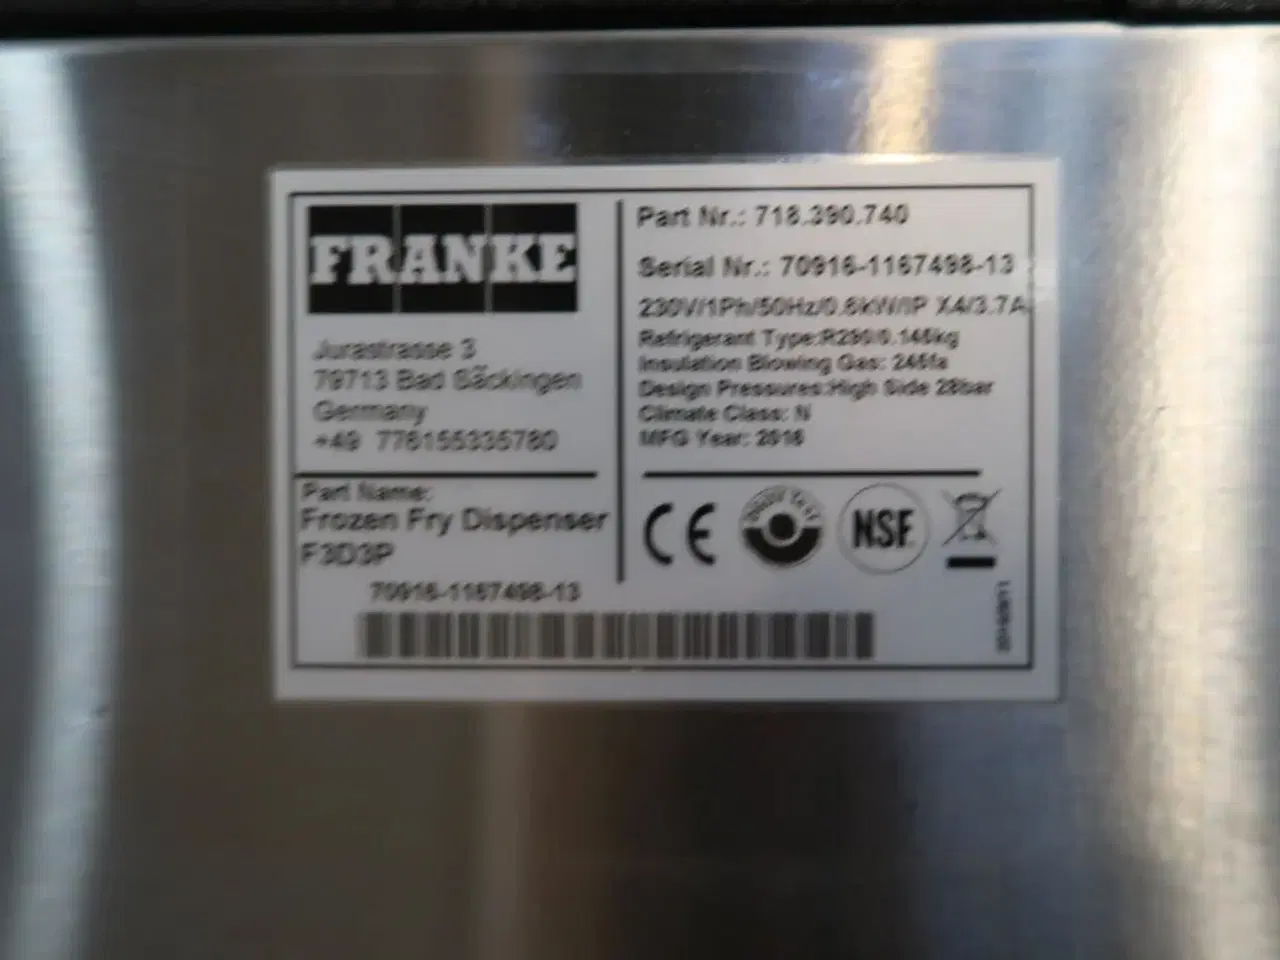 FRANKE
Jurastrasse 3
79713 Bad Säckingen
Germany
+49 776155335780
Part Name:
Frozen Fry Dispenser
F3D3P
70916-1167498-13
Part Nr.: 718.390.740
Serial Nr.: 70916-1167498-13
230V/1Ph/50Hz/0.6kW/IP X4/3.7A
Refrigerant Type:R290/0.146kg
Insulation Blowing Gas: 245fa
Design Pressures:High Side 28bar
Climate Class: N
MFG Year: 2016
CE
NSF